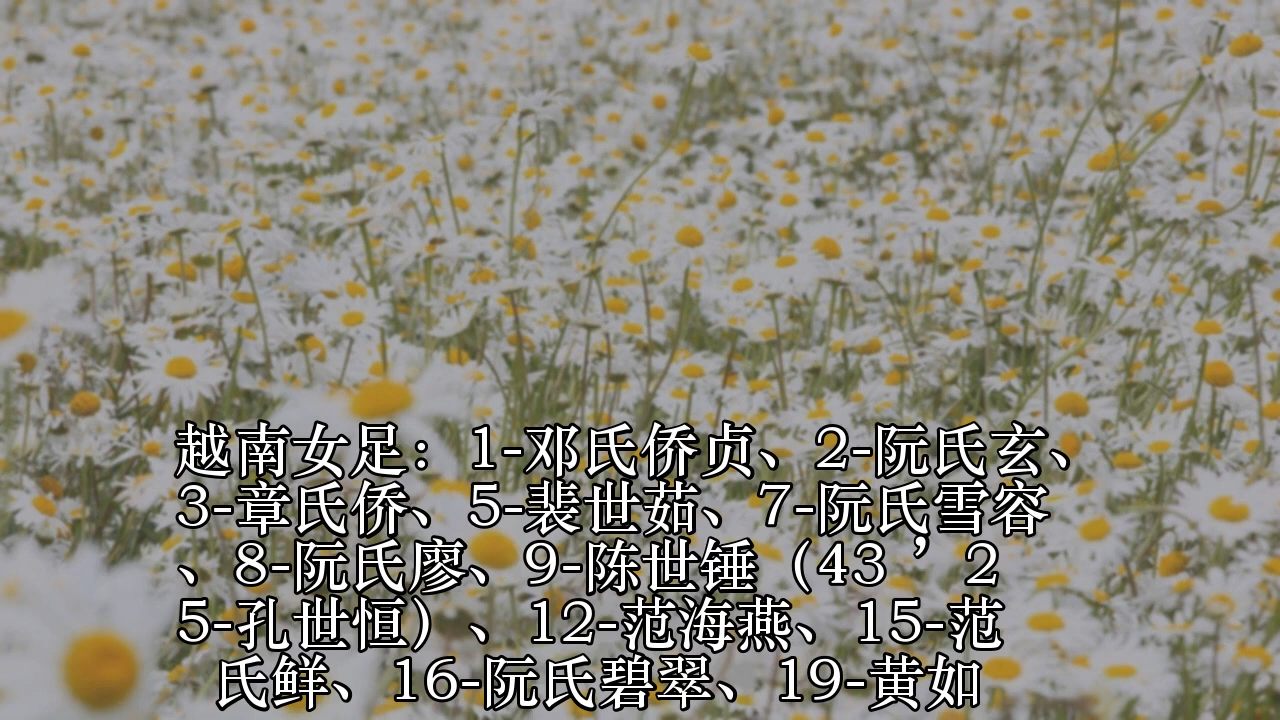 越南女足：1-邓氏侨贞、2-阮氏玄、
3-章氏侨、5-裴世茹、7-阮氏雪容
、8-阮氏廖、9-陈世锤（43＇2
5-孔世恒）、12-范海燕、15-范
氏鲜、16-阮氏碧翠、19-黄如